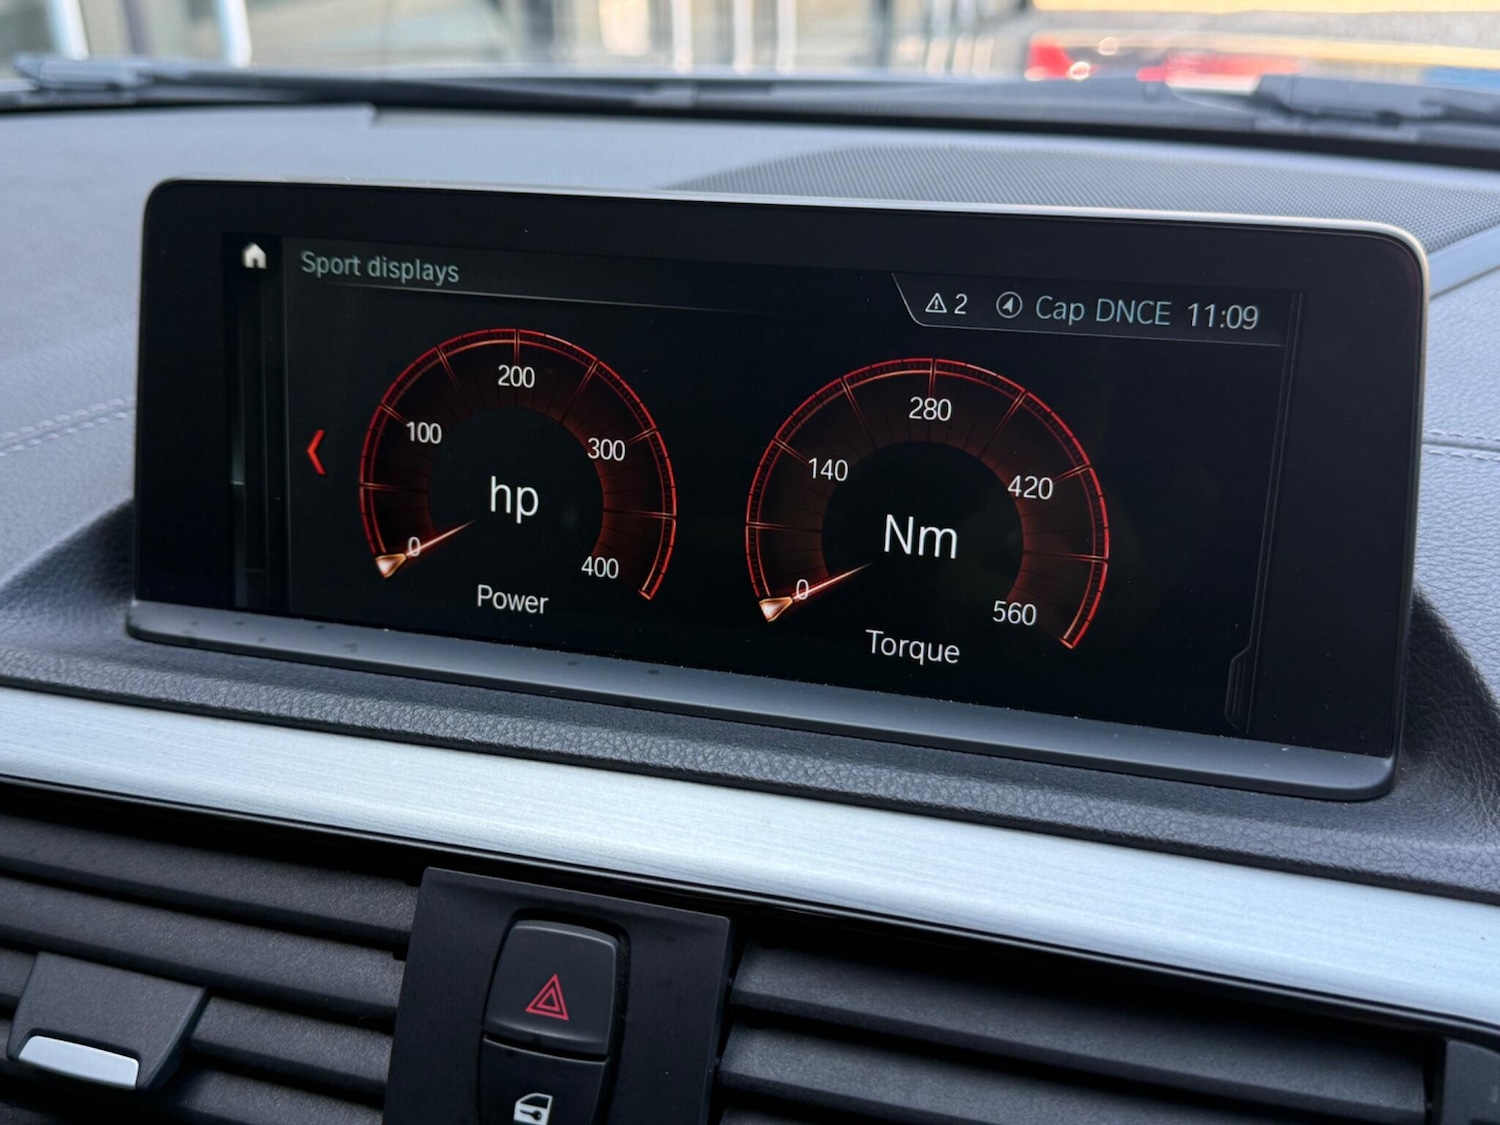 Sport displays
2 Cap DNCE 11:09
200
100 300
hp
0 400
Power
280
140 420
Nm
0 560
Torque